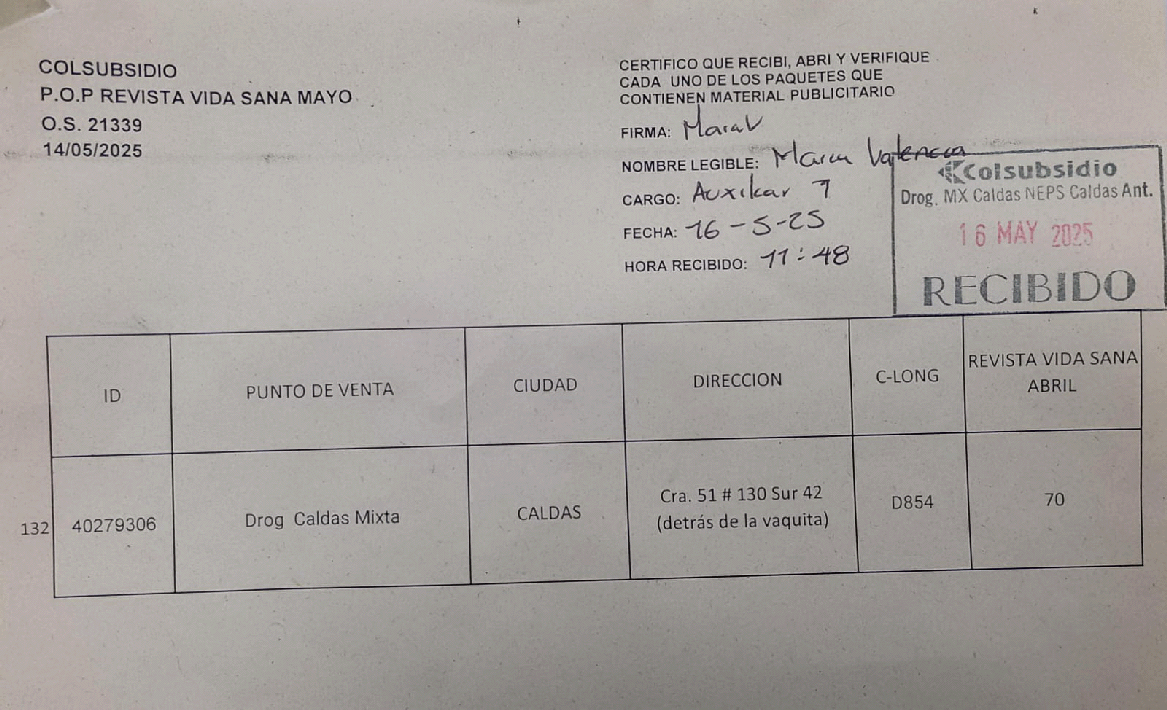 COLSUBSIDIO
P.O.P REVISTA VIDA SANA MAYO
O.S. 21339
14/05/2025
CERTIFICO QUE RECIBI, ABRI Y VERIFIQUE
CADA UNO DE LOS PAQUETES QUE
CONTIENEN MATERIAL PUBLICITARIO
FIRMA:
NOMBRE LEGIBLE: Valencia
CARGO: Auxiliar 1
FECHA: 16-5-25
HORA RECIBIDO: 11:48
Colsubsidio
Drog. MX Caldas NEPS Caldas Ant.
16 MAY 2025
RECIBIDO
ID PUNTO DE VENTA CIUDAD DIRECCION C-LONG REVISTA VIDA SANA
ABRIL
132 40279306 Drog Caldas Mixta CALDAS Cra. 51 # 130 Sur 42 D854 70
(detrás de la vaquita)